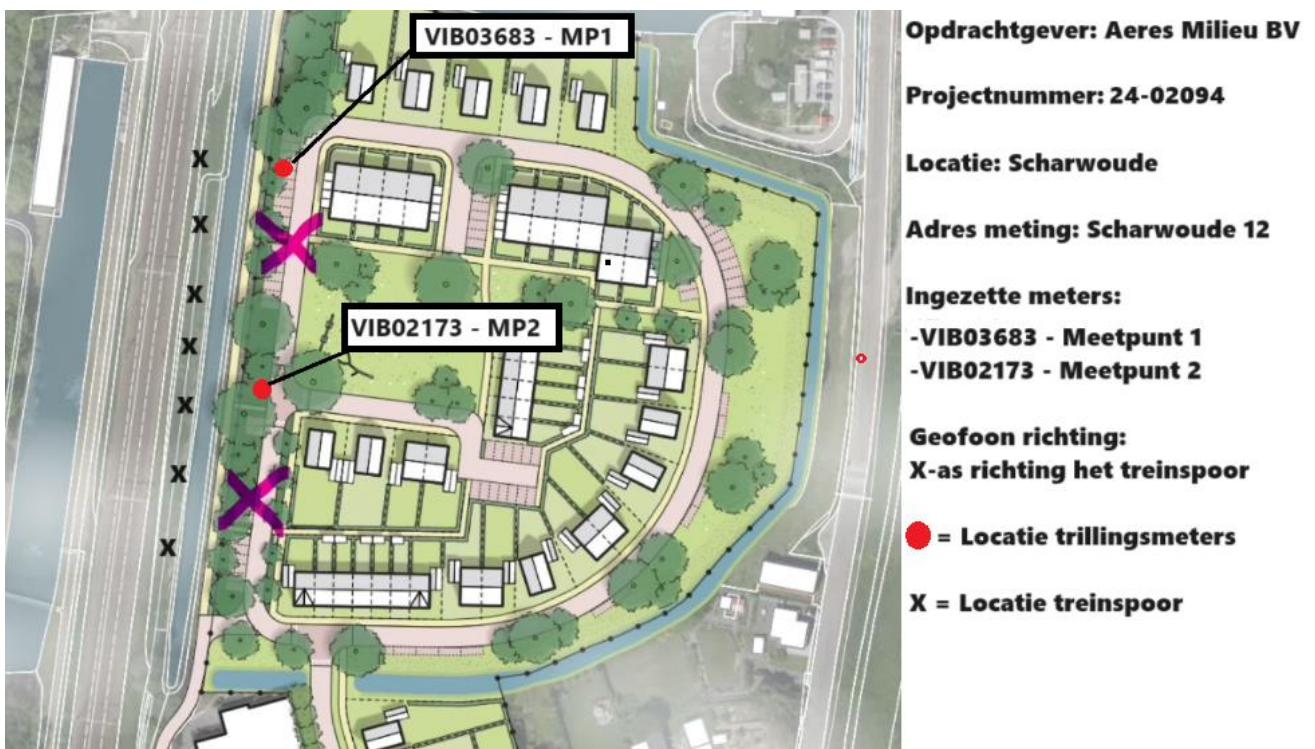 VIB03683 - MP1
VIB02173 - MP2
X
X
X
X
X
X
X
Opdrachtgever: Aeres Milieu BV
Projectnummer: 24-02094
Locatie: Scharwoude
Adres meting: Scharwoude 12
Ingezette meters:
-VIB03683 - Meetpunt 1
-VIB02173 - Meetpunt 2
Geofoon richting:
X-as richting het treinspoor
= Locatie trillingsmeters
X = Locatie treinspoor